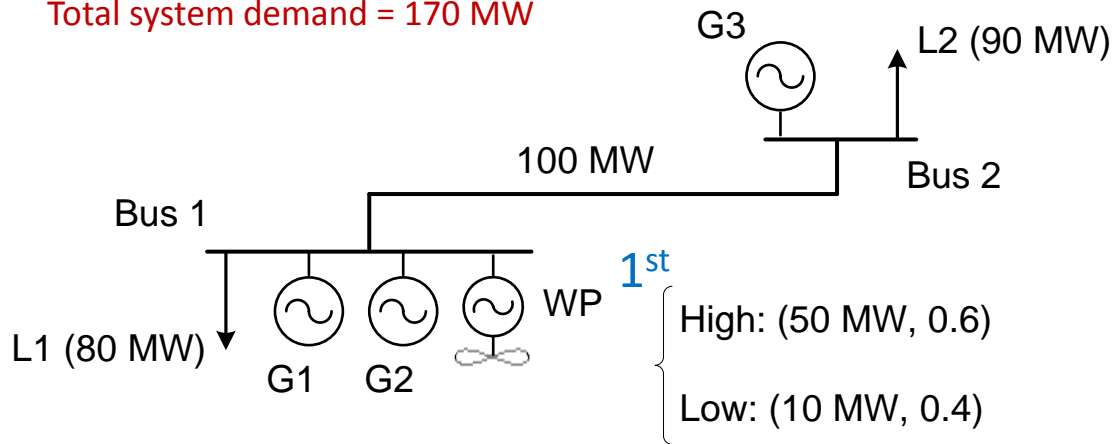 Total system demand = 170 MW
G3
L2 (90 MW)
100 MW
Bus 2
Bus 1
1st
WP
High: (50 MW, 0.6)
L1 (80 MW)
G1 G2
Low: (10 MW, 0.4)